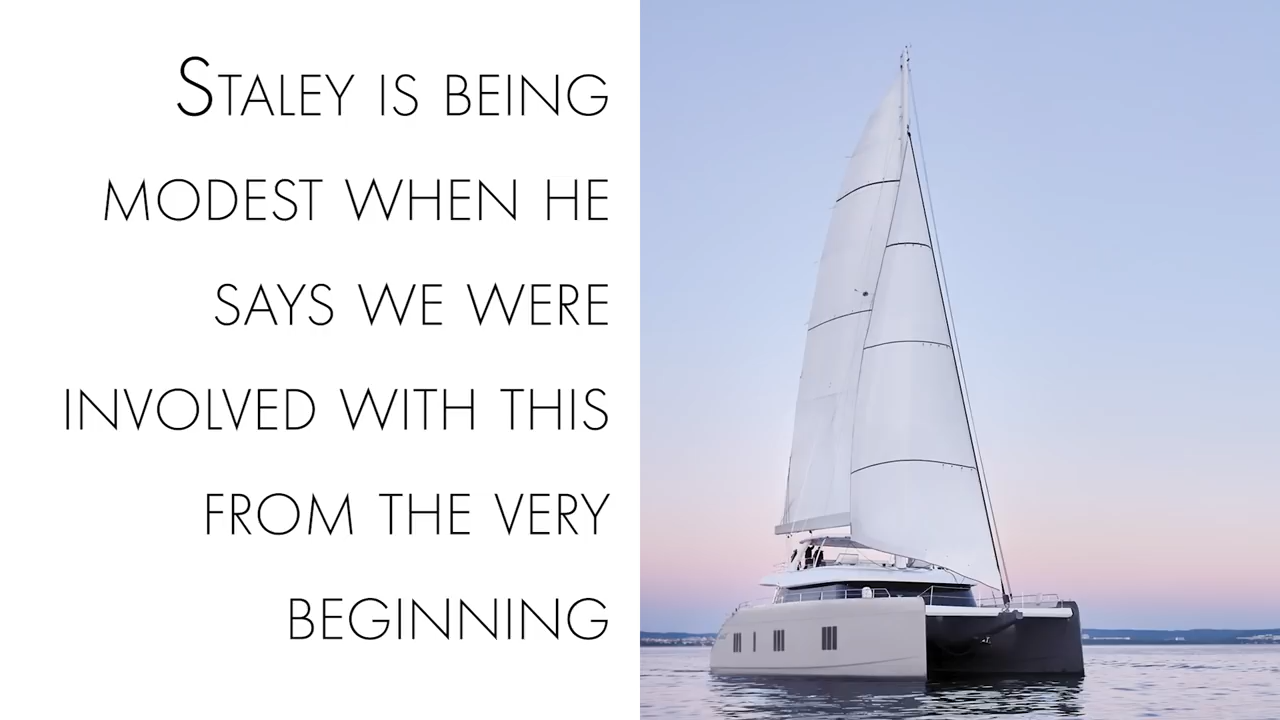 Staley is being
modest when he
says we were
involved with this
from the very
beginning